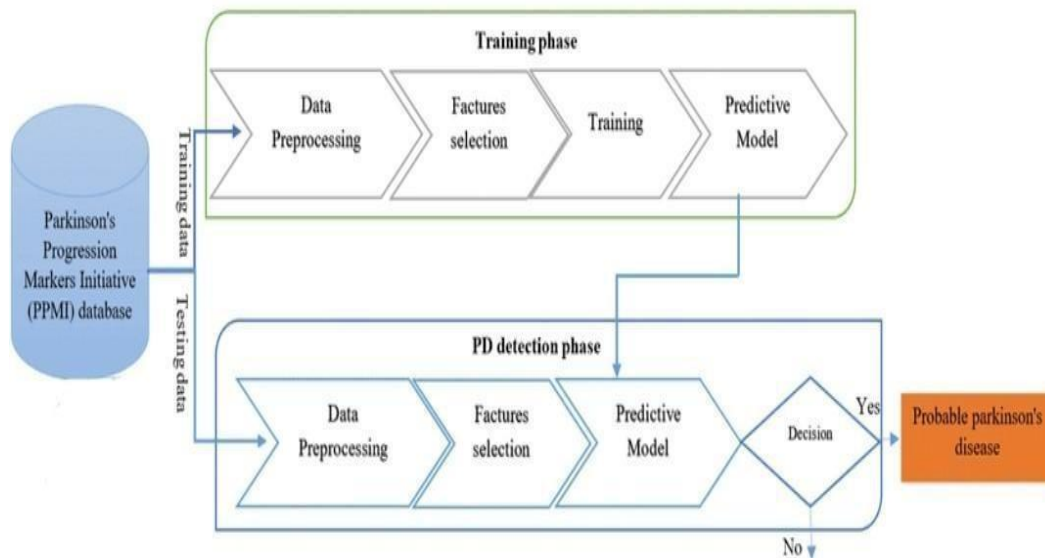 Training phase
Data
Preprocessing
Factures
selection
Training
Predictive
Model
Training data
Parkinson's
Progression
Markers Initiative
(PPMI) database
Testing data
PD detection phase
Data
Preprocessing
Factures
selection
Predictive
Model
Decision
Yes
No
Probable parkinson's
disease